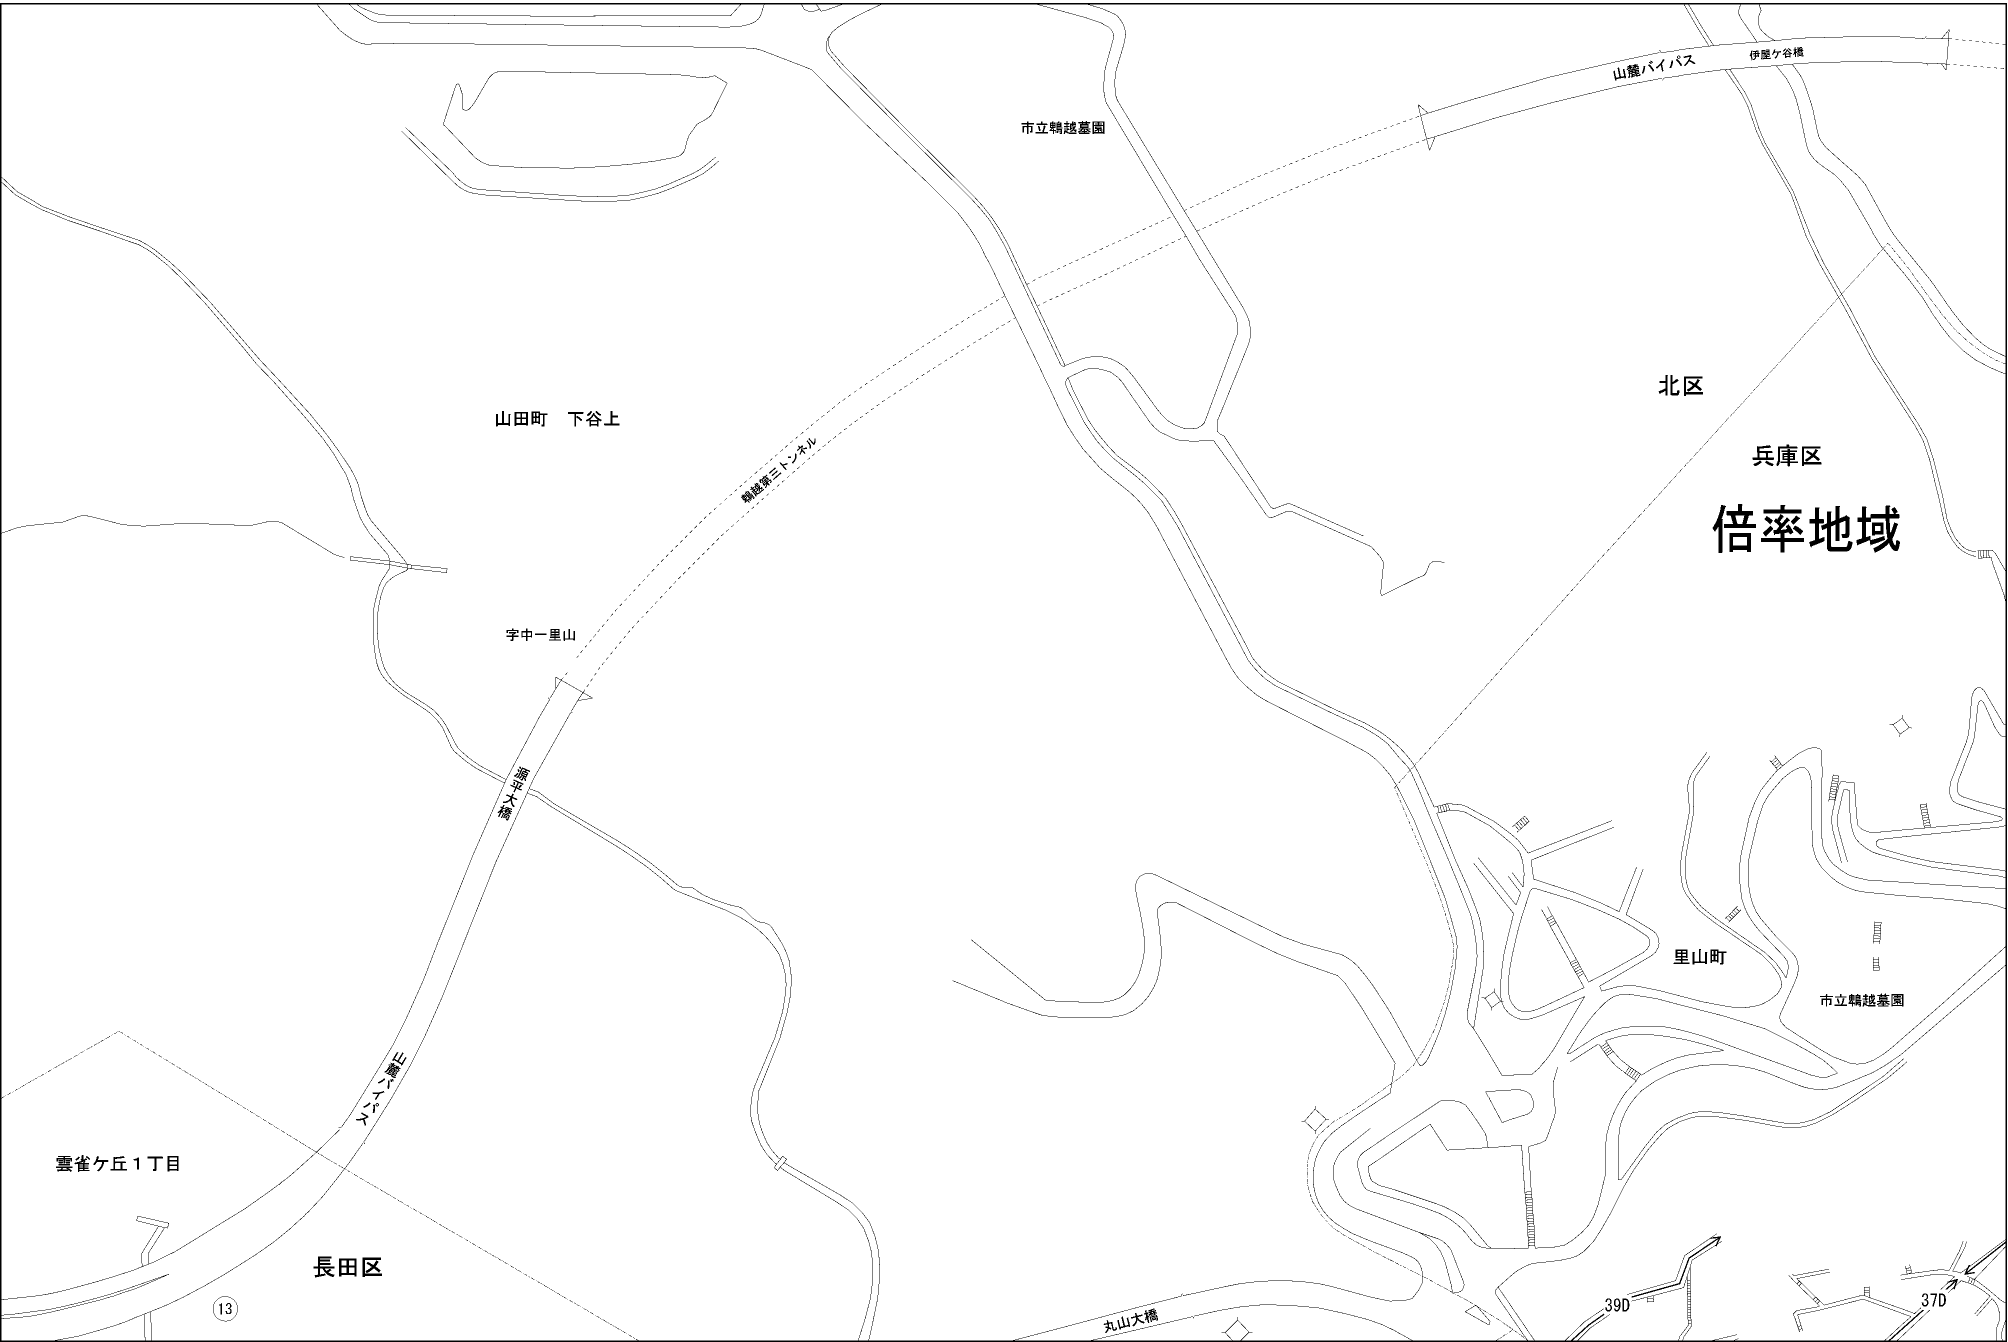 山麓バイパス
伊屋ケ谷橋
市立鵯越墓園
北区
山田町　下谷上
兵庫区
鵯越第三トンネル
倍率地域
字中一里山
源平大橋
里山町
市立鵯越墓園
山麓バイパス
雲雀ケ丘１丁目
長田区
13
39D
37D
丸山大橋